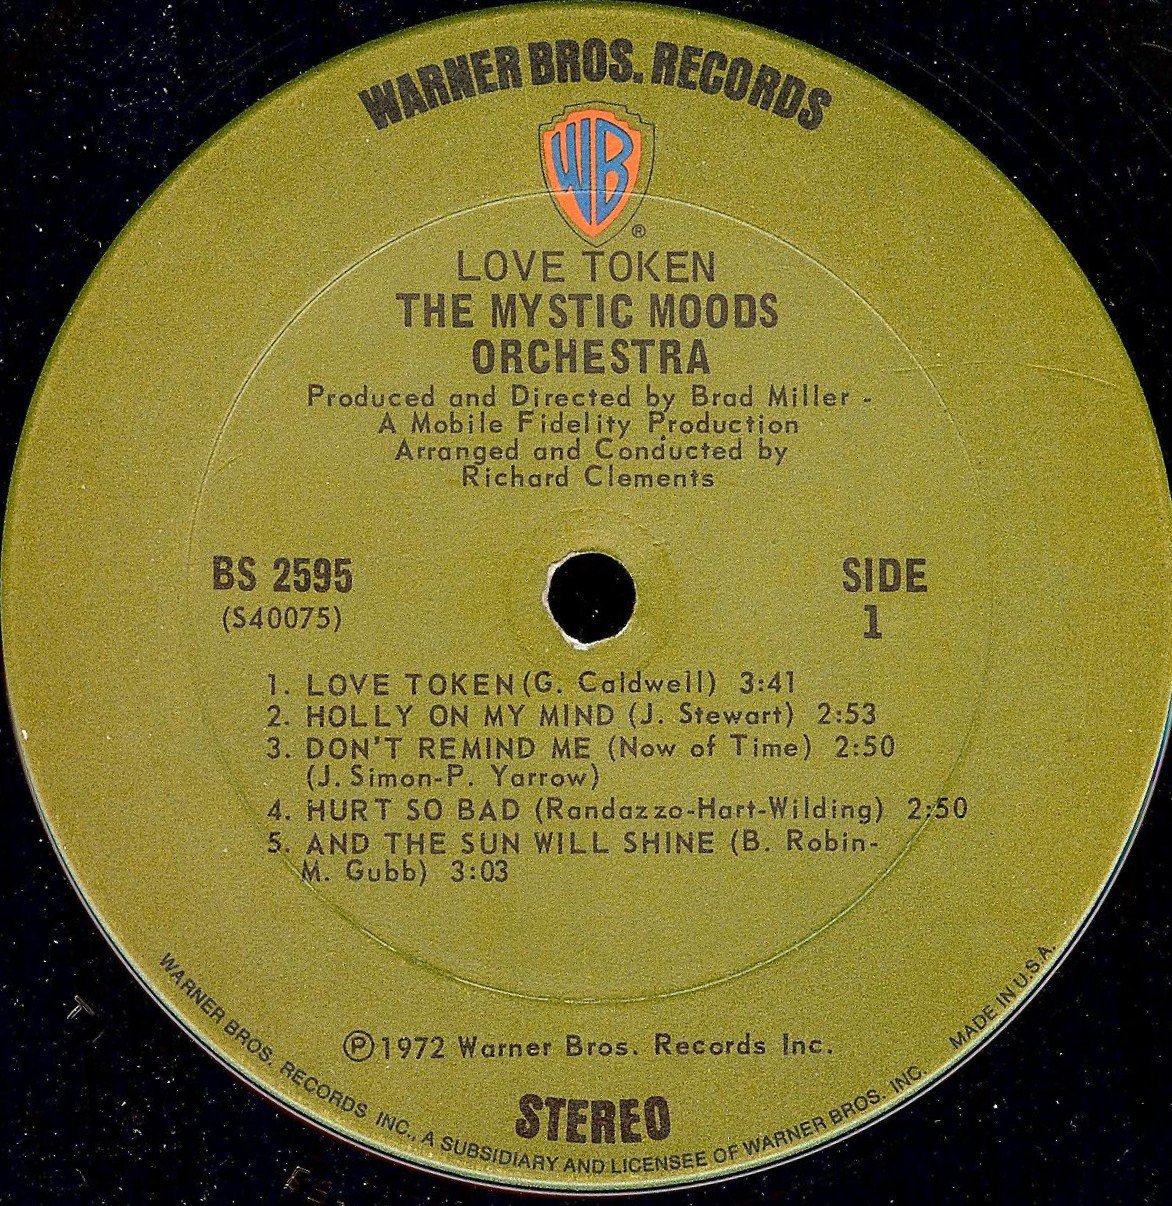 WARNER BROS. RECORDS
WB
®
LOVE TOKEN
THE MYSTIC MOODS
ORCHESTRA
Produced and Directed by Brad Miller -
A Mobile Fidelity Production
Arranged and Conducted by
Richard Clements
BS 2595
(S40075)
SIDE
1
1. LOVE TOKEN (G. Caldwell) 3:41
2. HOLLY ON MY MIND (J. Stewart) 2:53
3. DON'T REMIND ME (Now of Time) 2:50
(J. Simon-P. Yarrow)
4. HURT SO BAD (Randazzo-Hart-Wilding) 2:50
5. AND THE SUN WILL SHINE (B. Robin-
M. Gubb) 3:03
Ⓟ1972 Warner Bros. Records Inc.
STEREO
WARNER BROS. RECORDS INC., A SUBSIDIARY AND LICENSEE OF WARNER BROS. INC. MADE IN U.S.A.